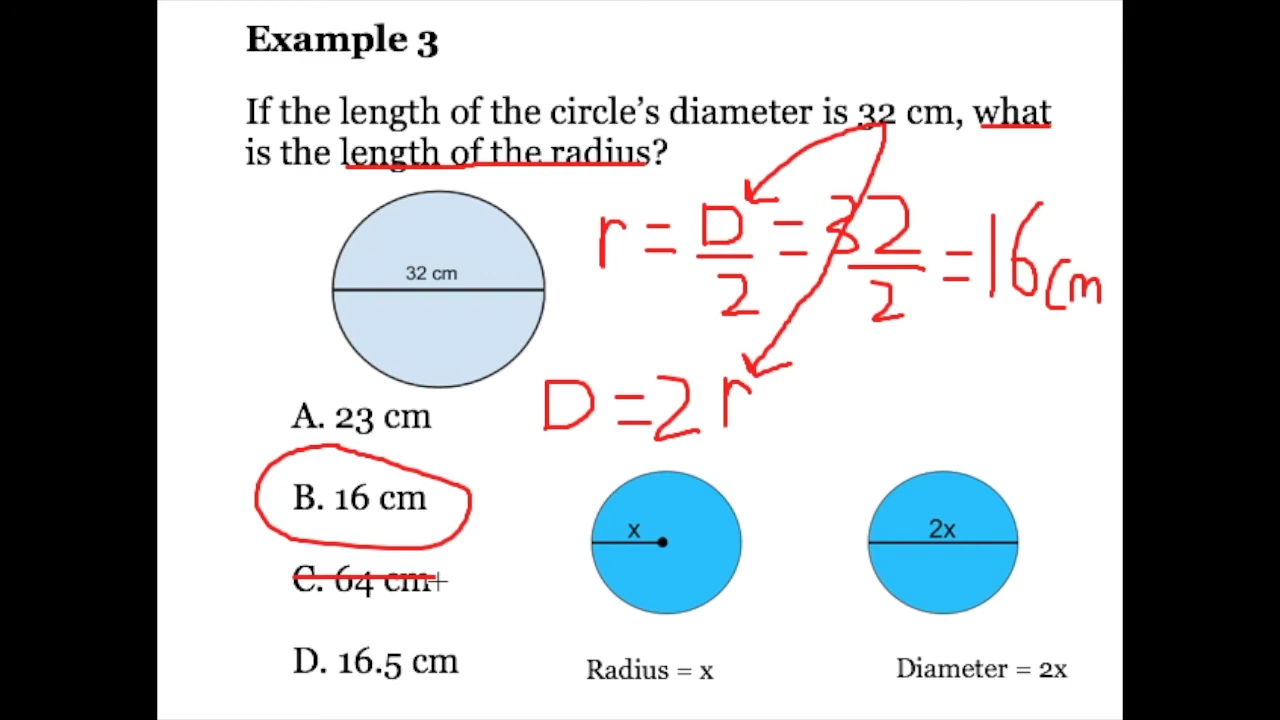 Example 3
If the length of the circle's diameter is 32 cm, what
is the length of the radius?
r = D/2 = 32/2 = 16cm
32 cm
D = 2r
A. 23 cm
B. 16 cm
C. 64 cm
D. 16.5 cm
x
2x
Radius = x
Diameter = 2x